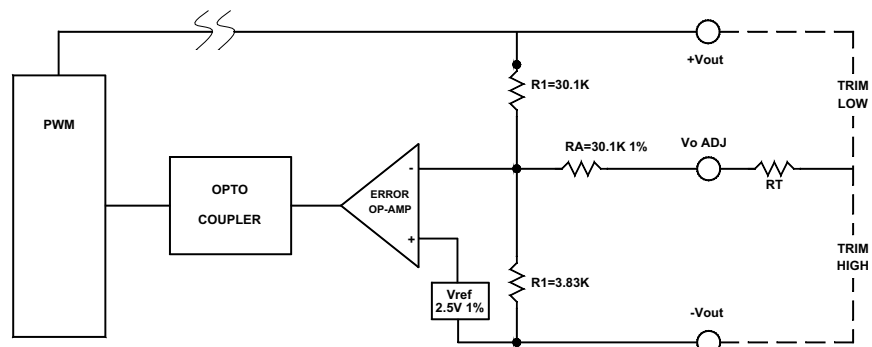 +Vout
R1=30.1K
TRIM
LOW
PWM
RA=30.1K 1%
Vo ADJ
-
OPTO
COUPLER
ERROR
OP-AMP
RT
+
TRIM
HIGH
R1=3.83K
Vref
2.5V 1%
-Vout